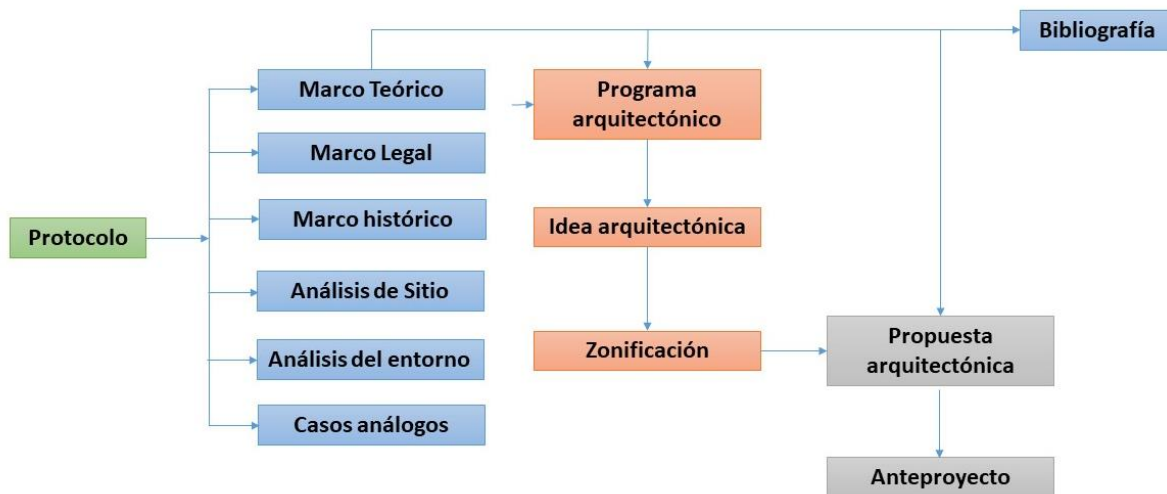 Bibliografía
Marco Teórico
Programa
arquitectónico
Marco Legal
Marco histórico
Idea arquitectónica
Protocolo
Análisis de Sitio
Análisis del entorno
Zonificación
Propuesta
arquitectónica
Casos análogos
Anteproyecto